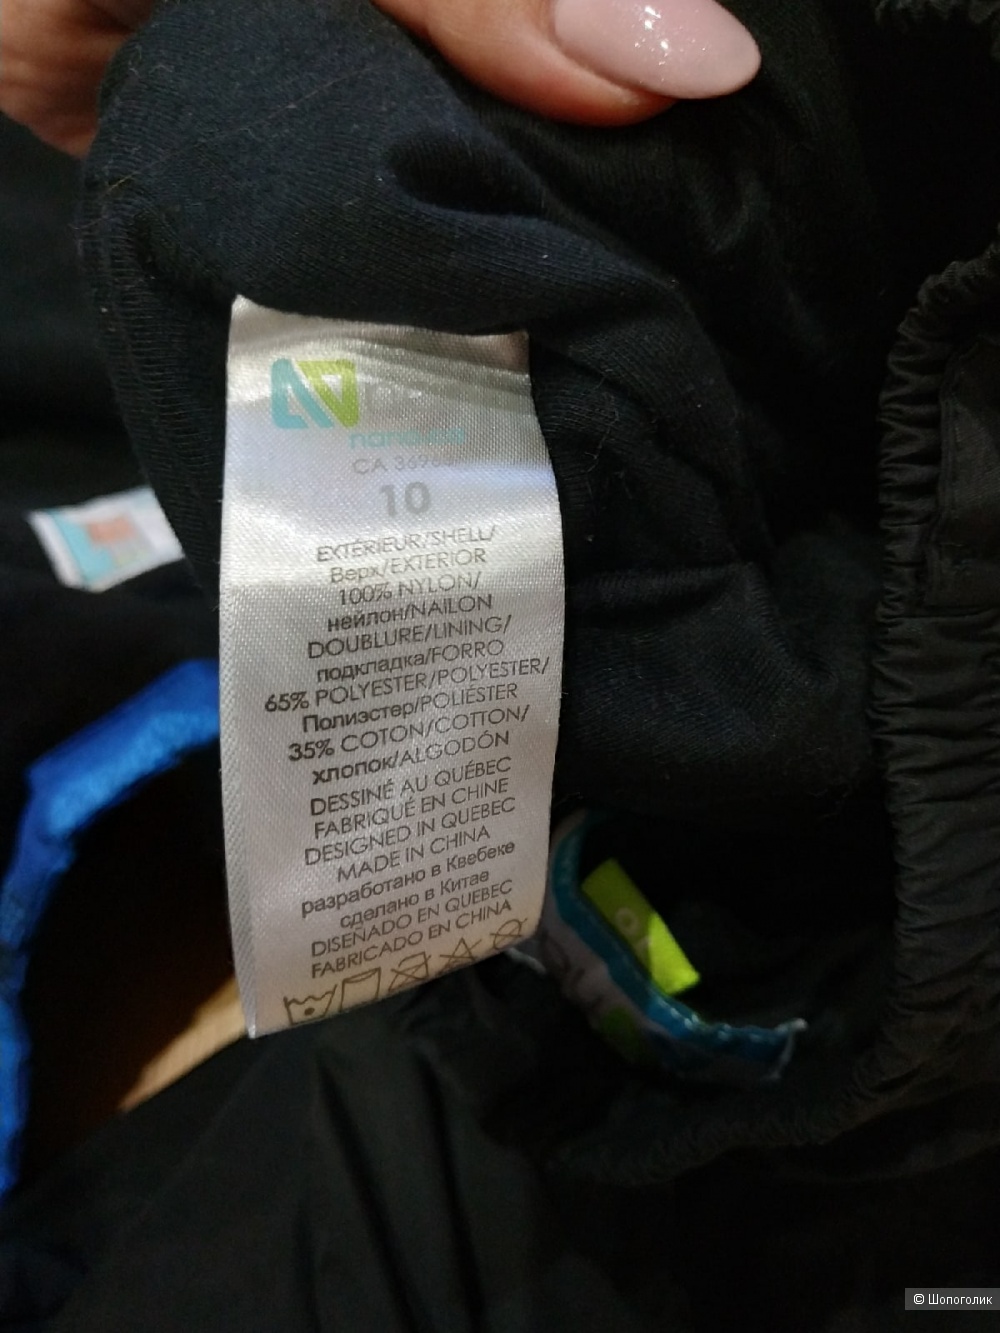 10
EXTÉRIEUR/SHELL/
Верх/EXTERIOR
100% NYLON/
нейлон/NAILON
DOUBLURE/LINING/
подкладка/FORRO
65% POLYESTER/POLYESTER/
Полиэстер/POLIÉSTER
35% COTON/COTTON/
хлопок/ALGODÓN
DESSINÉ AU QUÉBEC
FABRIQUÉ EN CHINE
DESIGNED IN QUEBEC
MADE IN CHINA
разработано в Квебеке
сделано в Китае
DISEÑADO EN QUEBEC
FABRICADO EN CHINA
© Шопоголик